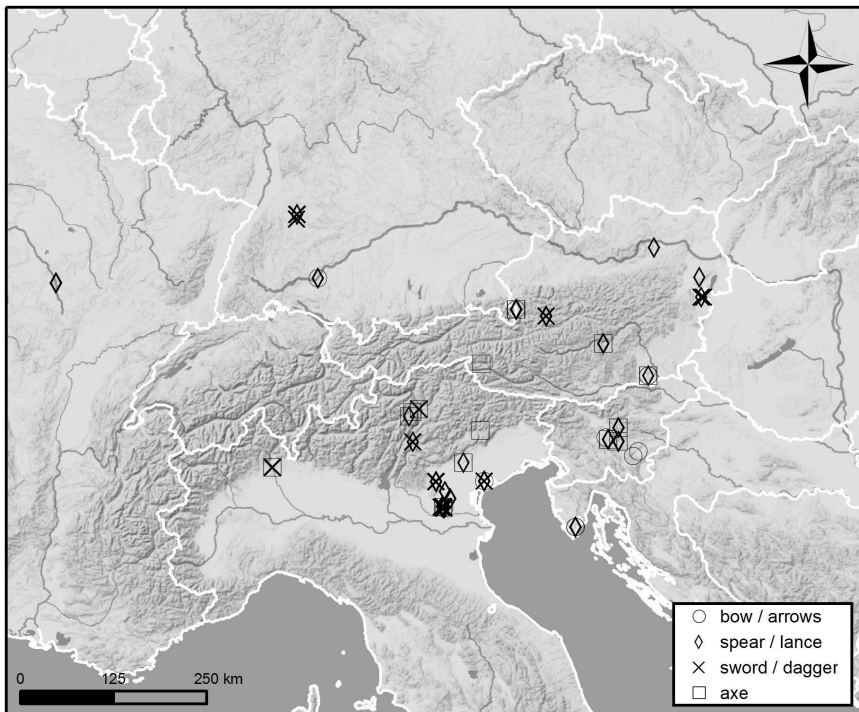 bow / arrows
spear / lance
sword / dagger
axe
0 125 250 km